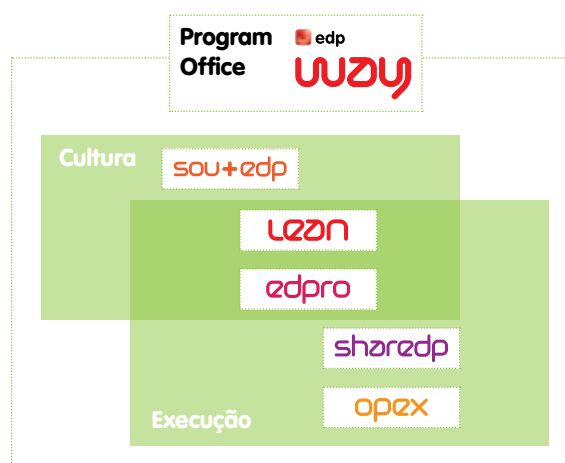 Program
Office
edp
way
Cultura
sou+edp
Lean
edpro
sharedp
opex
Execução